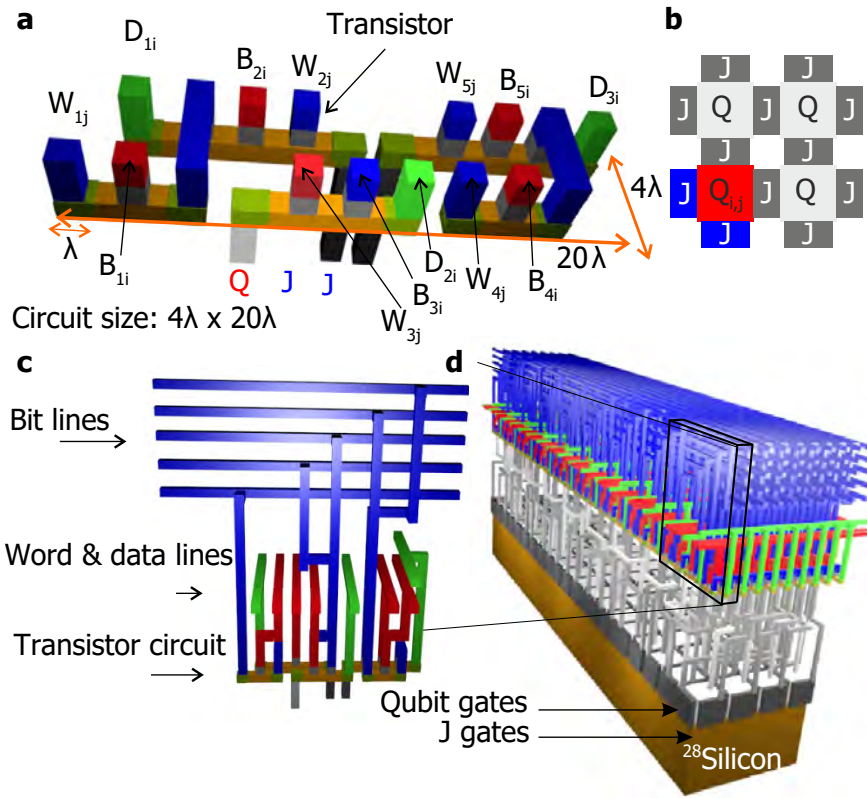 a
Transistor
D1i
B2i
W2j
W5j
B5i
D3i
W1j
4λ
λ
20λ
B1i
Q J J
D2i
W4j
B4i
B3i
W3j
Circuit size: 4λ x 20λ
b
J J
J Q J Q J
J J
J Qi,j J Q J
J J
c
Bit lines
Word & data lines
Transistor circuit
d
Qubit gates
J gates
28Silicon